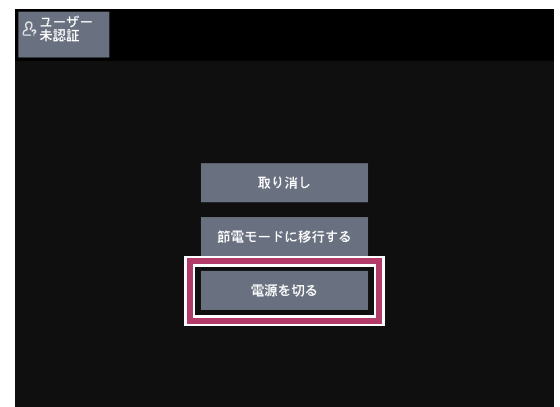 ユーザー
未認証
取り消し
節電モードに移行する
電源を切る